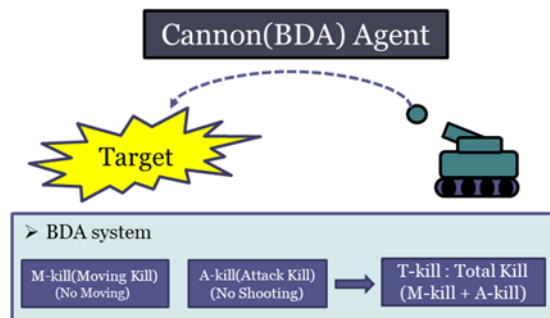 Cannon(BDA) Agent
Target
➢ BDA system
M-kill(Moving Kill)
(No Moving)
A-kill(Attack Kill)
(No Shooting)
T-kill : Total Kill
(M-kill + A-kill)